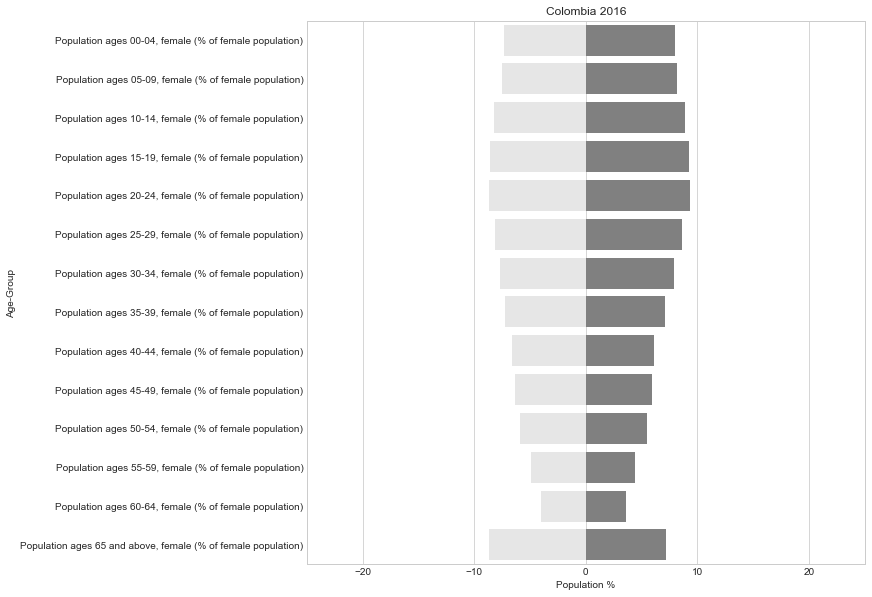 Colombia 2016
Age-Group
Population ages 00-04, female (% of female population)
Population ages 05-09, female (% of female population)
Population ages 10-14, female (% of female population)
Population ages 15-19, female (% of female population)
Population ages 20-24, female (% of female population)
Population ages 25-29, female (% of female population)
Population ages 30-34, female (% of female population)
Population ages 35-39, female (% of female population)
Population ages 40-44, female (% of female population)
Population ages 45-49, female (% of female population)
Population ages 50-54, female (% of female population)
Population ages 55-59, female (% of female population)
Population ages 60-64, female (% of female population)
Population ages 65 and above, female (% of female population)
−20 −10 0 10 20
Population %